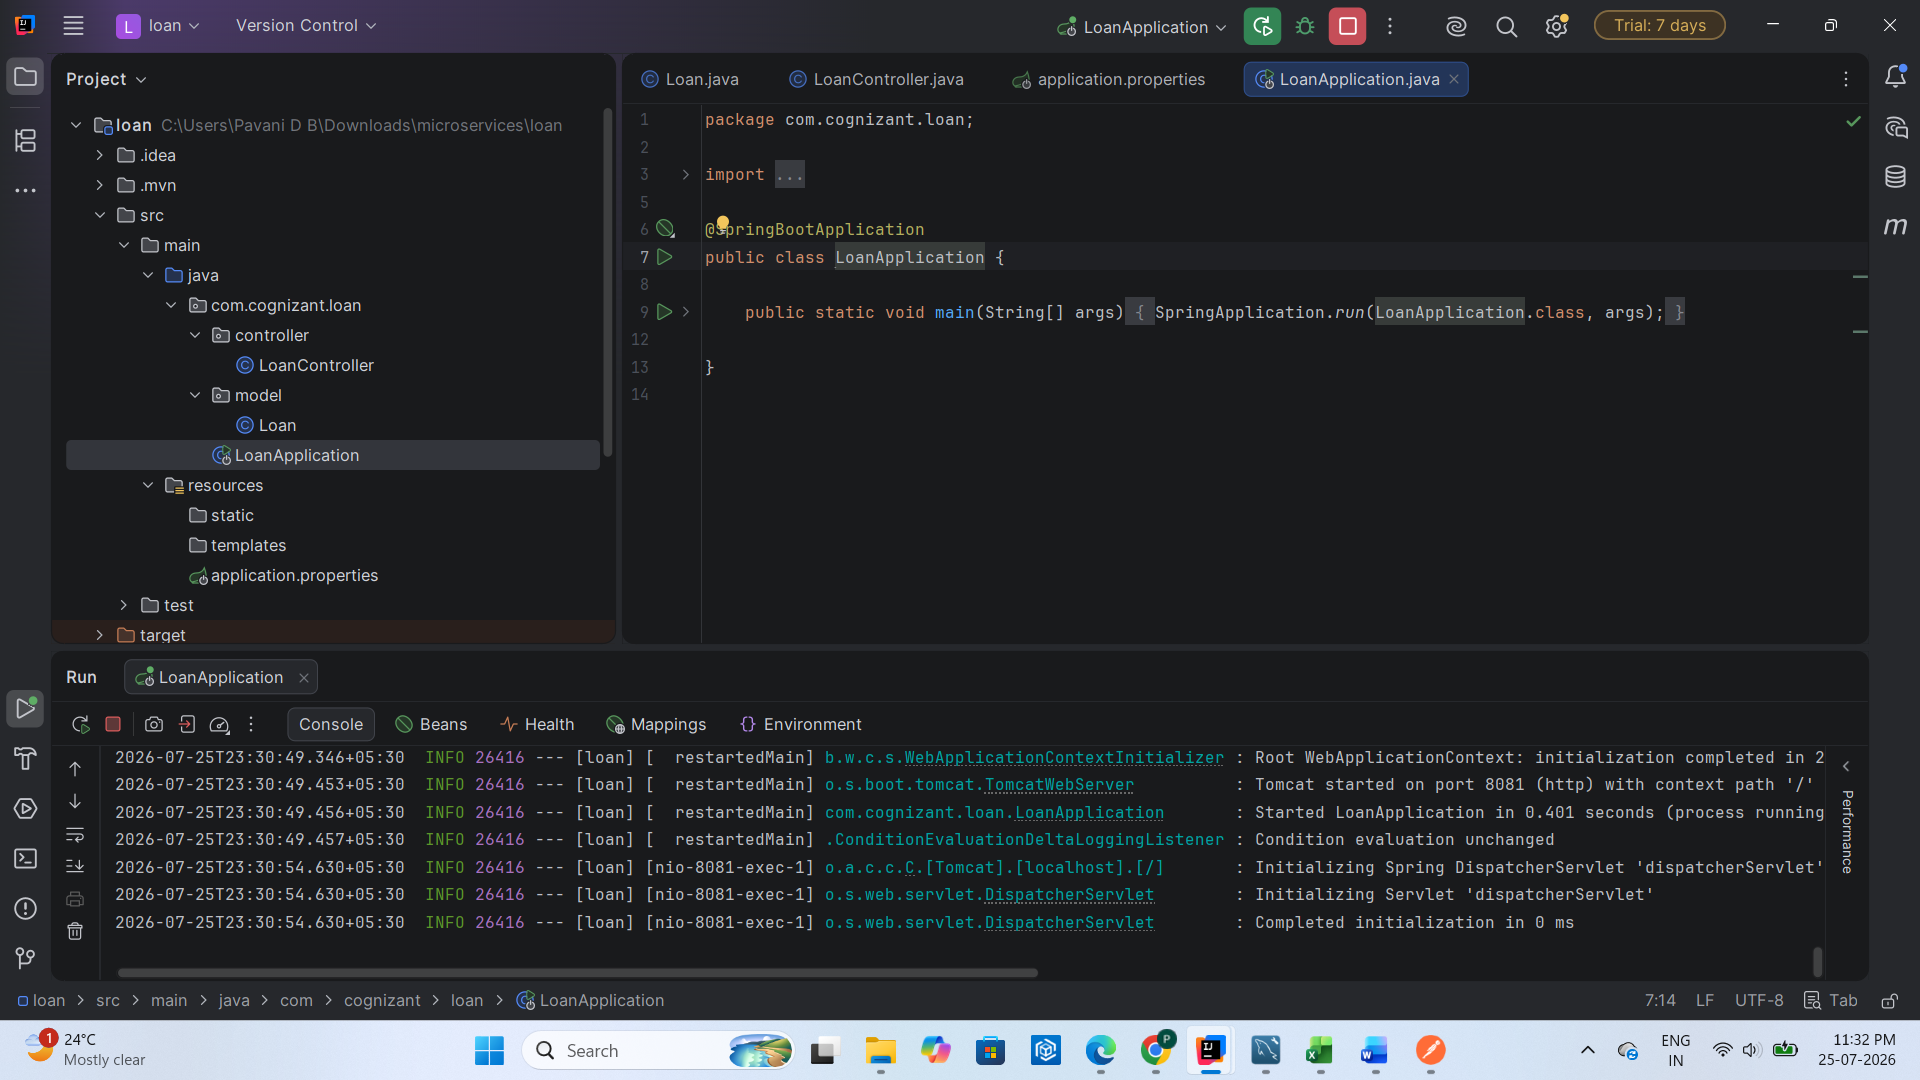 L loan Version Control LoanApplication Trial: 7 days
Project
Loan.java LoanController.java application.properties LoanApplication.java
loan C:\Users\Pavani D B\Downloads\microservices\loan
.idea
.mvn
src
main
java
com.cognizant.loan
controller
LoanController
model
Loan
LoanApplication
resources
static
templates
application.properties
test
target
1 package com.cognizant.loan;
2
3 import ...
5
6 @SpringBootApplication
7 public class LoanApplication {
8
9 public static void main(String[] args) { SpringApplication.run(LoanApplication.class, args); }
12
13 }
14
m
Run LoanApplication
Console Beans Health Mappings Environment
2026-07-25T23:30:49.346+05:30 INFO 26416 --- [loan] [ restartedMain] b.w.c.s.WebApplicationContextInitializer : Root WebApplicationContext: initialization completed in 2
2026-07-25T23:30:49.453+05:30 INFO 26416 --- [loan] [ restartedMain] o.s.boot.tomcat.TomcatWebServer : Tomcat started on port 8081 (http) with context path '/'
2026-07-25T23:30:49.456+05:30 INFO 26416 --- [loan] [ restartedMain] com.cognizant.loan.LoanApplication : Started LoanApplication in 0.401 seconds (process running
2026-07-25T23:30:49.457+05:30 INFO 26416 --- [loan] [ restartedMain] .ConditionEvaluationDeltaLoggingListener : Condition evaluation unchanged
2026-07-25T23:30:54.630+05:30 INFO 26416 --- [loan] [nio-8081-exec-1] o.a.c.c.C.[Tomcat].[localhost].[/] : Initializing Spring DispatcherServlet 'dispatcherServlet'
2026-07-25T23:30:54.630+05:30 INFO 26416 --- [loan] [nio-8081-exec-1] o.s.web.servlet.DispatcherServlet : Initializing Servlet 'dispatcherServlet'
2026-07-25T23:30:54.630+05:30 INFO 26416 --- [loan] [nio-8081-exec-1] o.s.web.servlet.DispatcherServlet : Completed initialization in 0 ms
Performance
loan > src > main > java > com > cognizant > loan > LoanApplication 7:14 LF UTF-8 Tab
1 24°C
Mostly clear
Search
P
ENG
IN
11:32 PM
25-07-2026